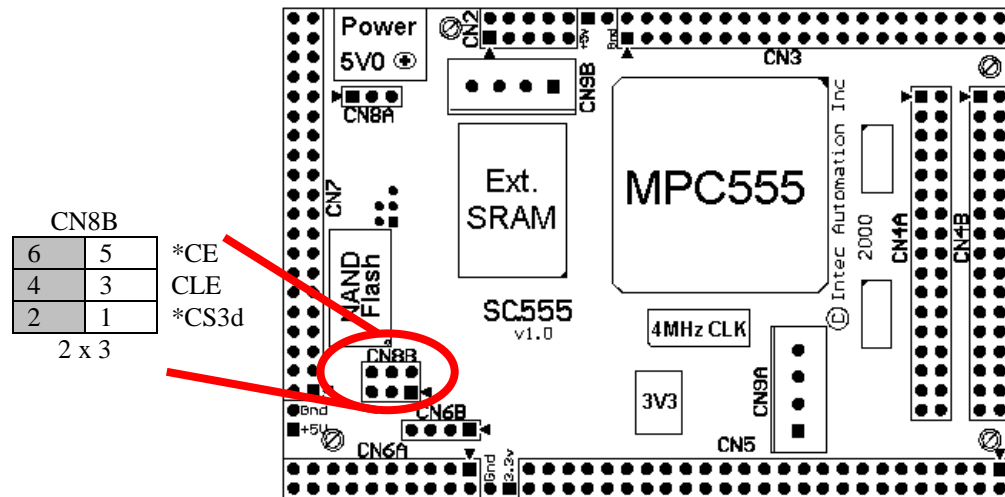 Power
5V0
CN2
+5v
Gnd
CN3
CN9B
CN8A
CN7
Ext.
SRAM
MPC555
© Intec Automation Inc
2000
CN4A
CN4B
CN8B
6 5 *CE
4 3 CLE
2 1 *CS3d
2 x 3
NAND
Flash
SC555
v1.0
4MHz CLK
CN8B
3V3
CN9A
Gnd
+5V
CN6B
CN6A
Gnd
3.3v
CN5